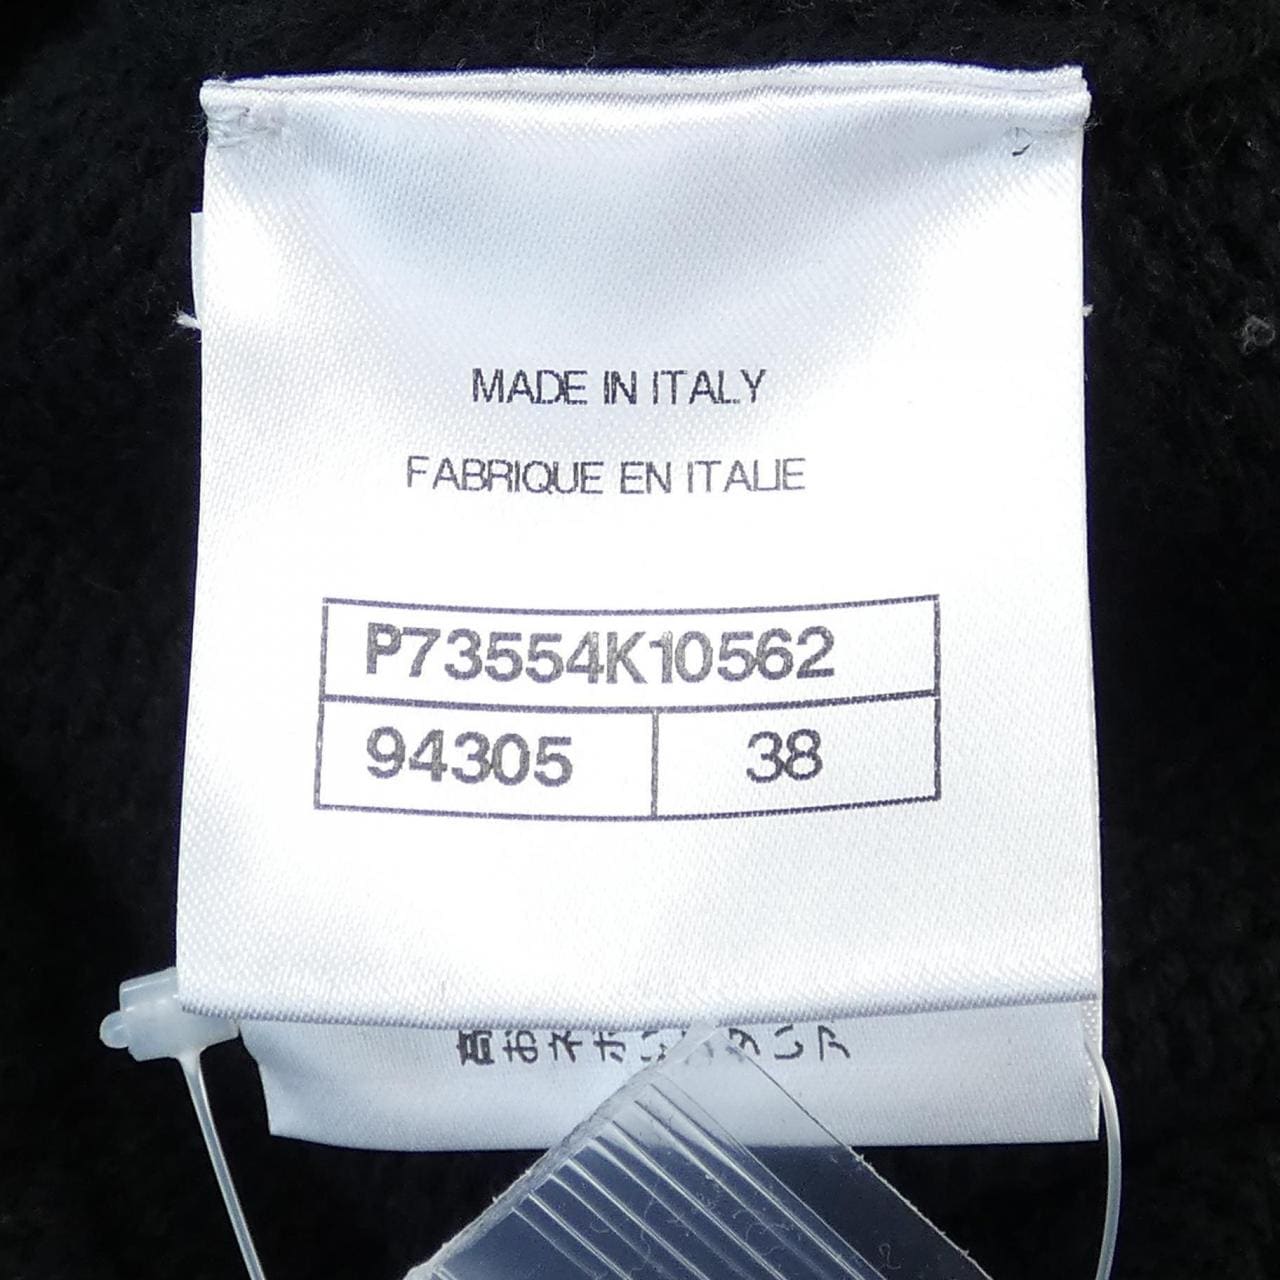 MADE IN ITALY
FABRIQUE EN ITALIE
P73554K10562
94305
38